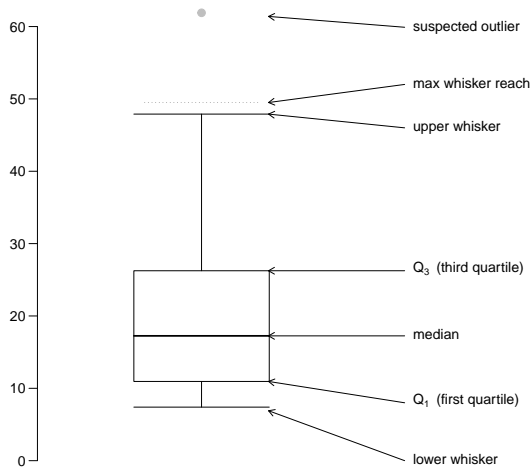 60
50
40
30
20
10
0
suspected outlier
max whisker reach
upper whisker
Q₃ (third quartile)
median
Q₁ (first quartile)
lower whisker